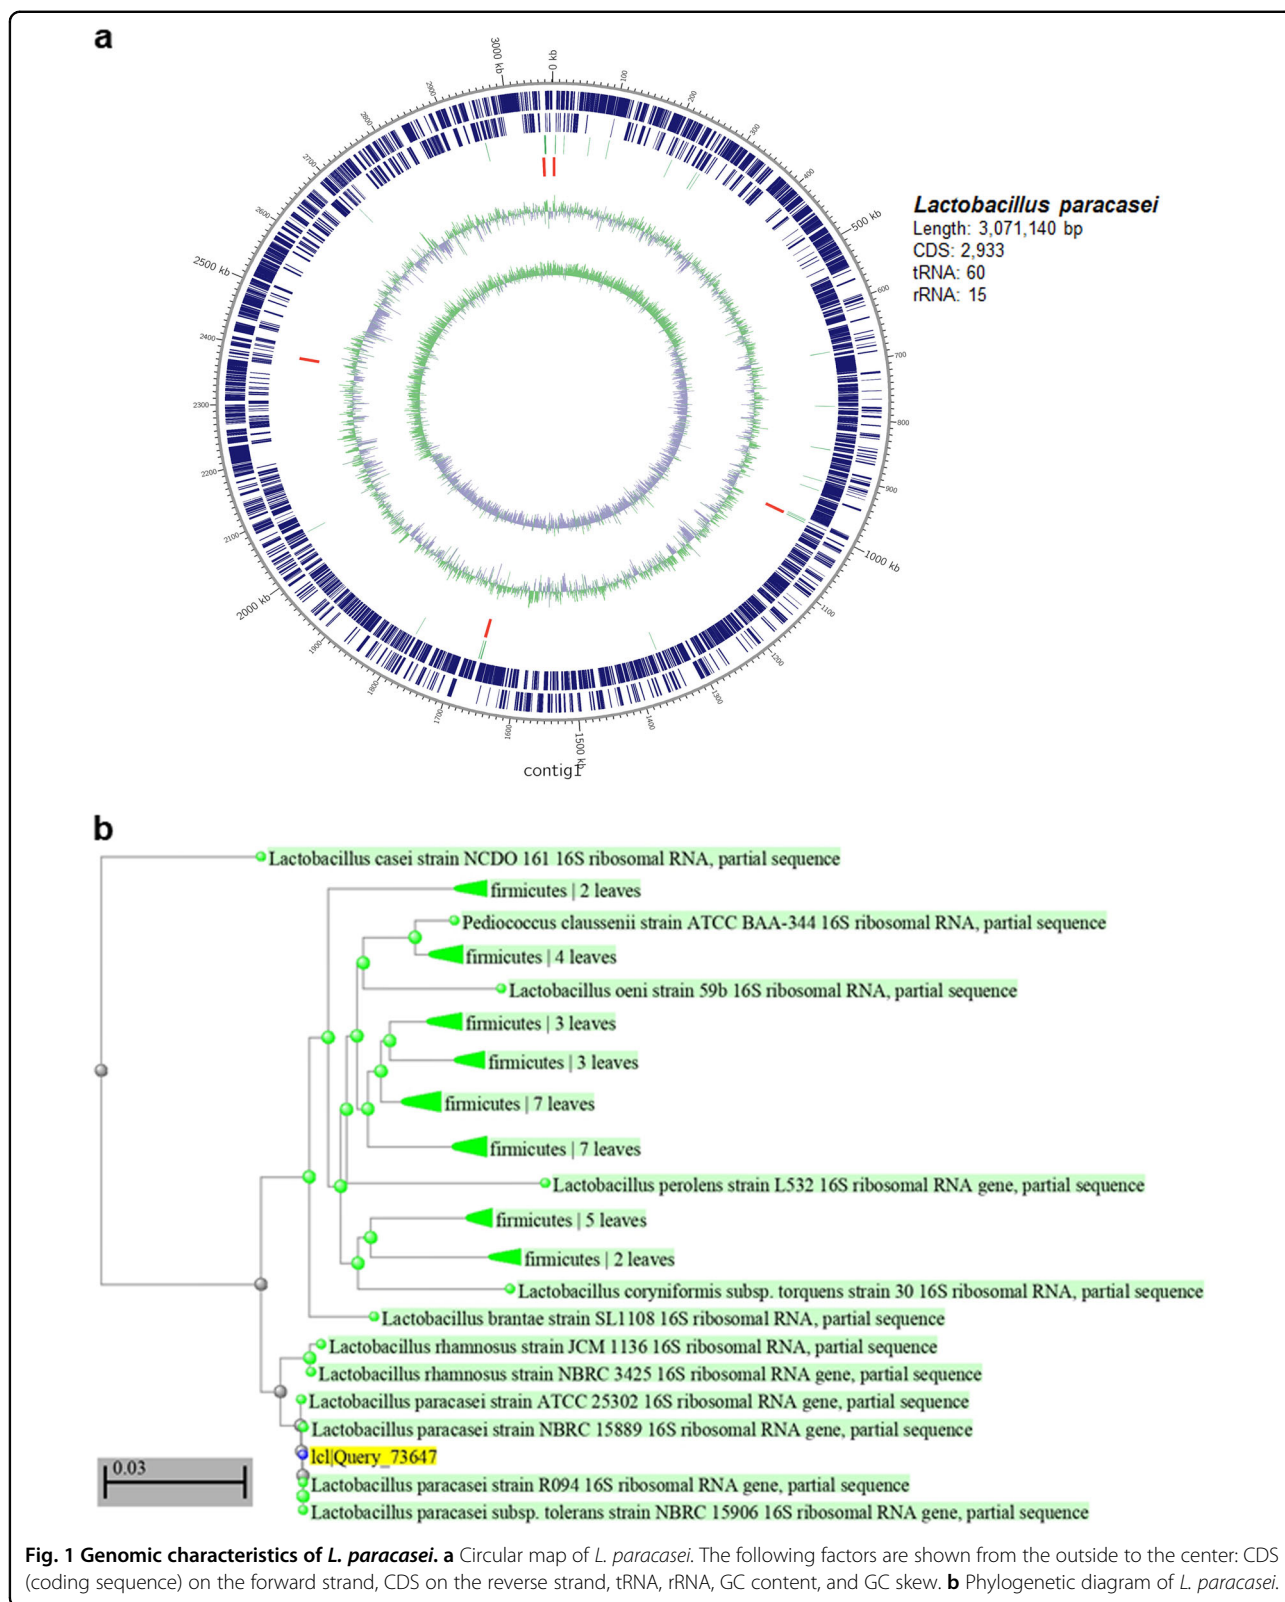 a
3000 kb
0 kb
100
200
300
400
500 kb
600
700
800
900
1000 kb
1100
1200
1300
1400
1500 kb
1600
1700
1800
1900
2000 kb
2100
2200
2300
2400
2500 kb
2600
2700
2800
2900
contig1
Lactobacillus paracasei
Length: 3,071,140 bp
CDS: 2,933
tRNA: 60
rRNA: 15
b
Lactobacillus casei strain NCDO 161 16S ribosomal RNA, partial sequence
firmicutes | 2 leaves
Pediococcus claussenii strain ATCC BAA-344 16S ribosomal RNA, partial sequence
firmicutes | 4 leaves
Lactobacillus oeni strain 59b 16S ribosomal RNA, partial sequence
firmicutes | 3 leaves
firmicutes | 3 leaves
firmicutes | 7 leaves
firmicutes | 7 leaves
Lactobacillus perolens strain L532 16S ribosomal RNA gene, partial sequence
firmicutes | 5 leaves
firmicutes | 2 leaves
Lactobacillus coryniformis subsp. torquens strain 30 16S ribosomal RNA, partial sequence
Lactobacillus brantae strain SL1108 16S ribosomal RNA, partial sequence
Lactobacillus rhamnosus strain JCM 1136 16S ribosomal RNA, partial sequence
Lactobacillus rhamnosus strain NBRC 3425 16S ribosomal RNA gene, partial sequence
Lactobacillus paracasei strain ATCC 25302 16S ribosomal RNA gene, partial sequence
Lactobacillus paracasei strain NBRC 15889 16S ribosomal RNA gene, partial sequence
lcl|Query_73647
Lactobacillus paracasei strain R094 16S ribosomal RNA gene, partial sequence
Lactobacillus paracasei subsp. tolerans strain NBRC 15906 16S ribosomal RNA gene, partial sequence
0.03
Fig. 1 Genomic characteristics of L. paracasei. a Circular map of L. paracasei. The following factors are shown from the outside to the center: CDS
(coding sequence) on the forward strand, CDS on the reverse strand, tRNA, rRNA, GC content, and GC skew. b Phylogenetic diagram of L. paracasei.